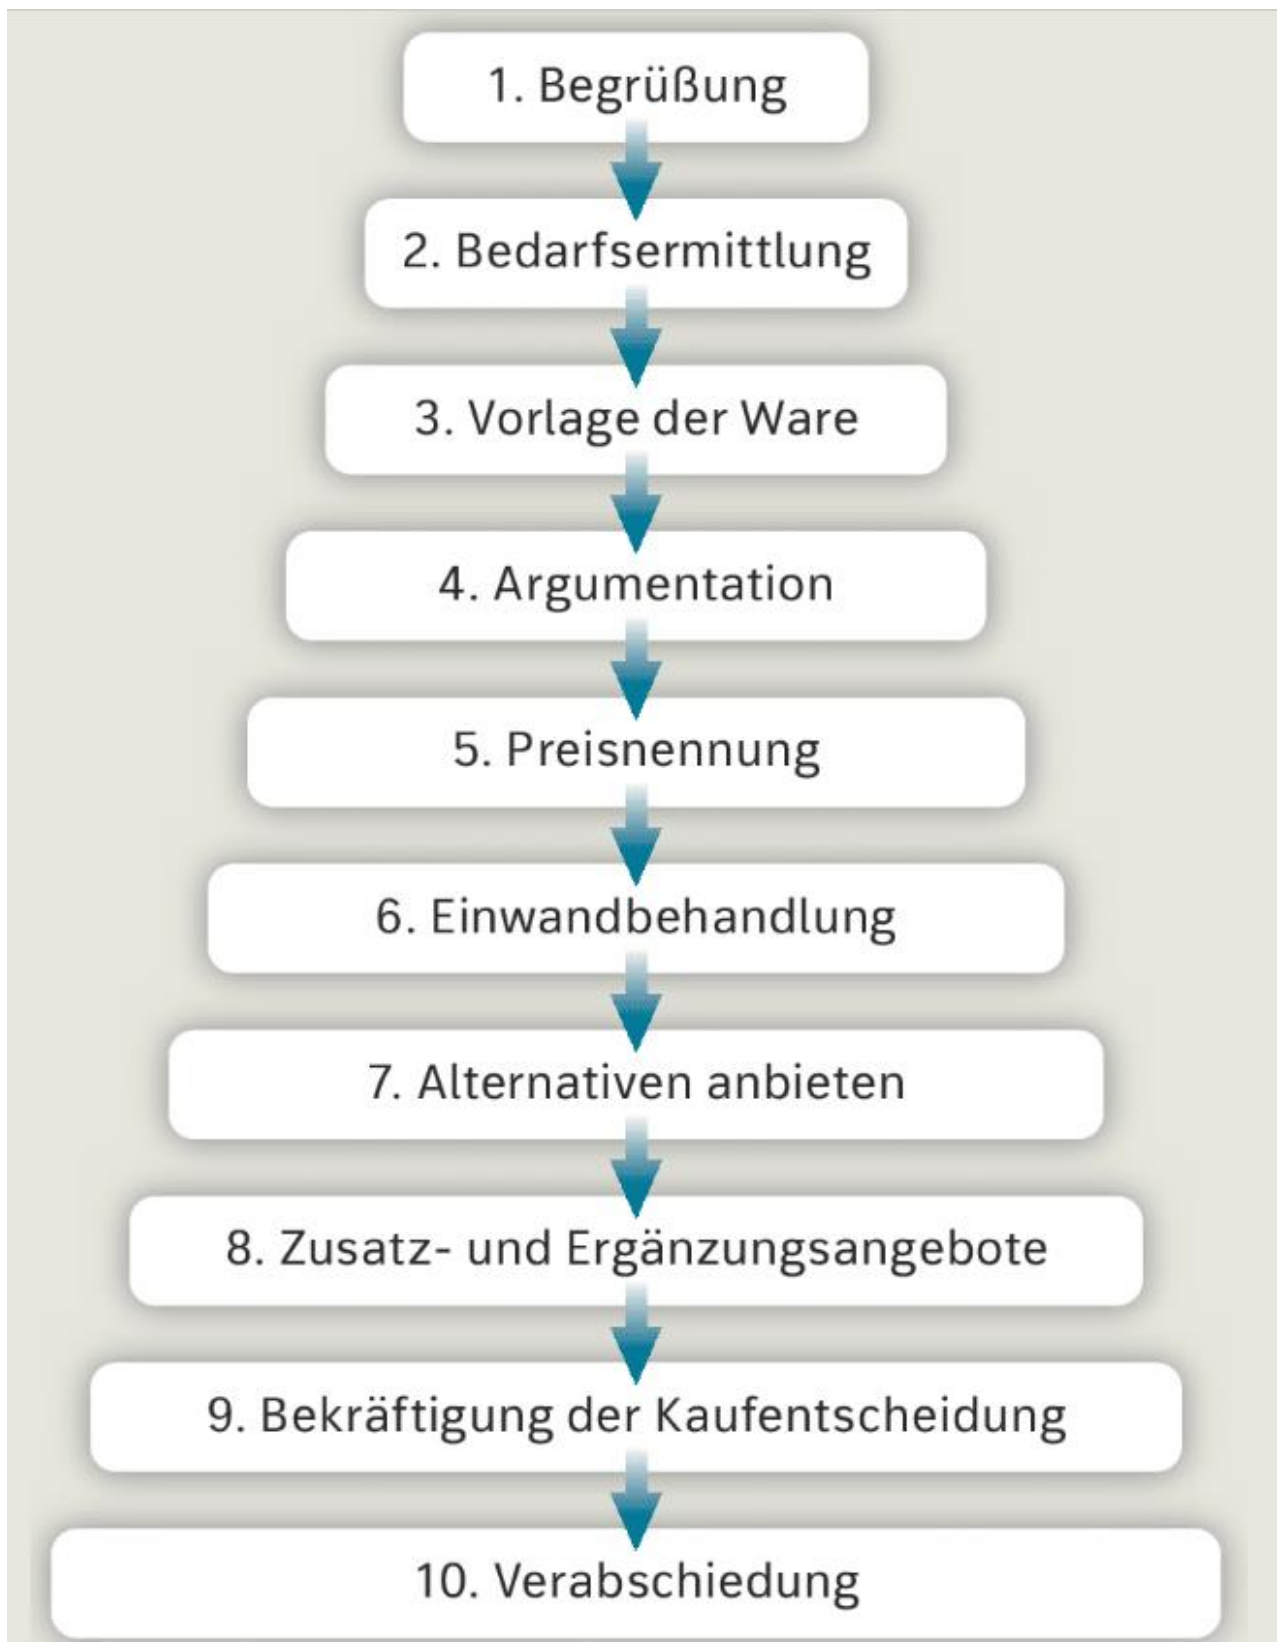 1. Begrüßung
2. Bedarfsermittlung
3. Vorlage der Ware
4. Argumentation
5. Preisnennung
6. Einwandbehandlung
7. Alternativen anbieten
8. Zusatz- und Ergänzungsangebote
9. Bekräftigung der Kaufentscheidung
10. Verabschiedung